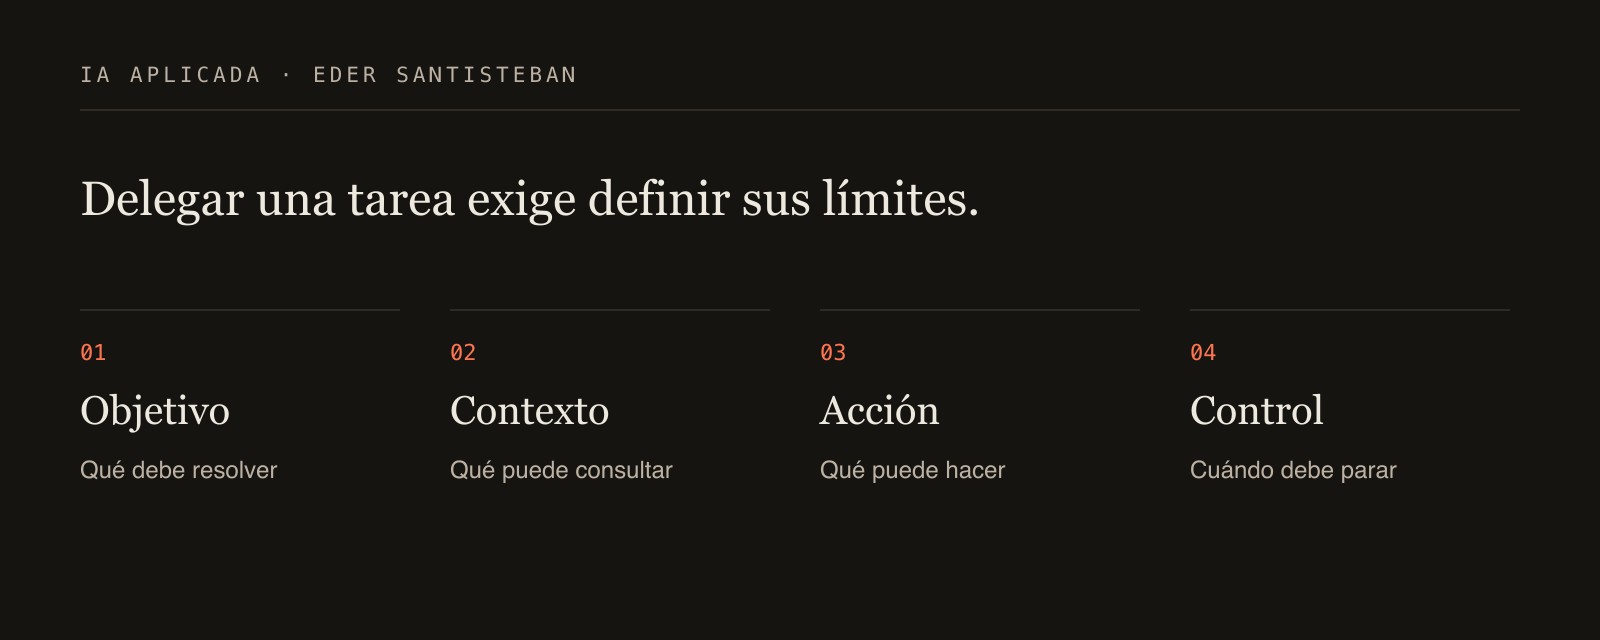 IA APLICADA · EDER SANTISTEBAN
Delegar una tarea exige definir sus límites.
01
Objetivo
Qué debe resolver
02
Contexto
Qué puede consultar
03
Acción
Qué puede hacer
04
Control
Cuándo debe parar